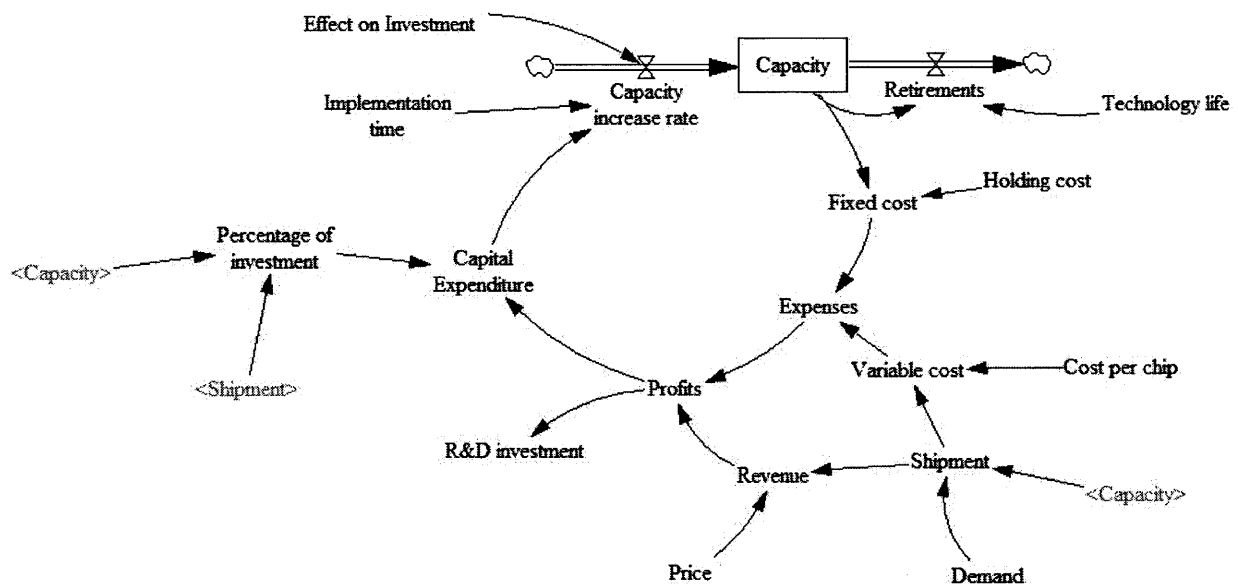 Effect on Investment
Capacity
Capacity
increase rate
Retirements
Implementation
time
Technology life
Holding cost
Fixed cost
Percentage of
investment
<Capacity>
Capital
Expenditure
Expenses
Variable cost
Cost per chip
<Shipment>
Profits
R&D investment
Shipment
Revenue
<Capacity>
Price
Demand